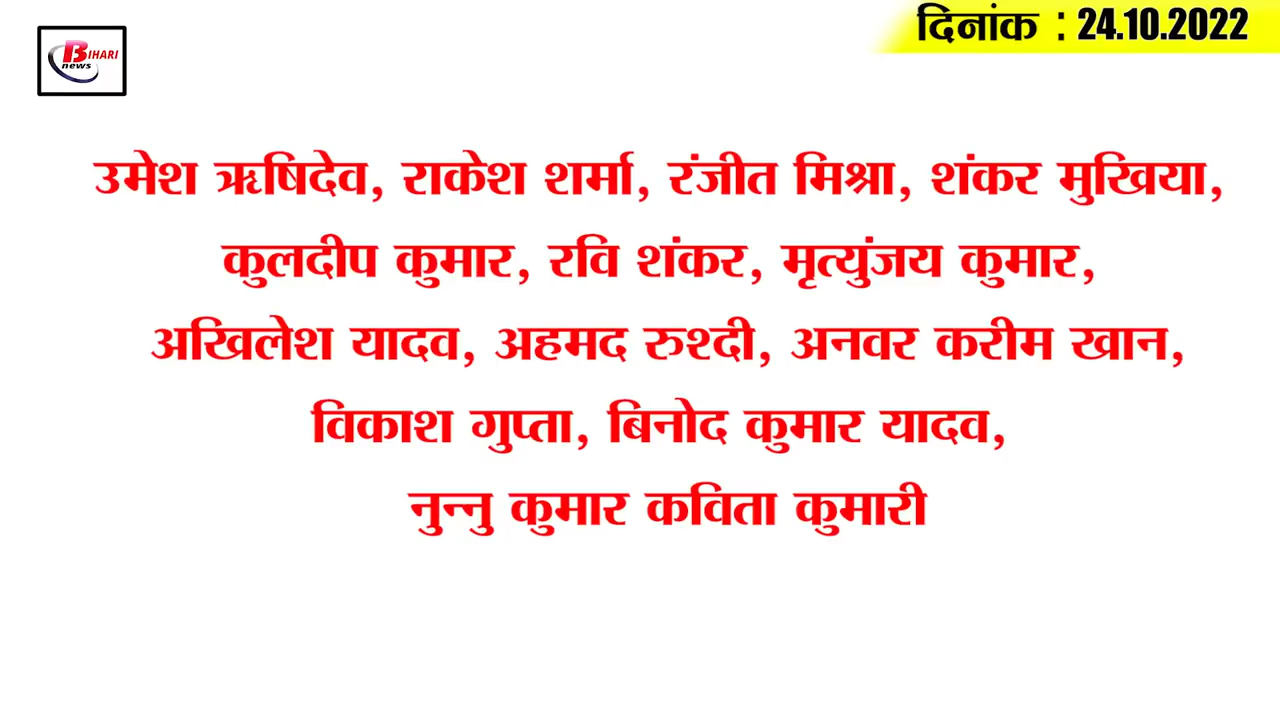 BIHARI
news
दिनांक : 24.10.2022
उमेश ऋषिदेव, राकेश शर्मा, रंजीत मिश्रा, शंकर मुखिया,
कुलदीप कुमार, रवि शंकर, मृत्युंजय कुमार,
अखिलेश यादव, अहमद रुश्दी, अनवर करीम खान,
विकाश गुप्ता, बिनोद कुमार यादव,
नुन्नु कुमार कविता कुमारी